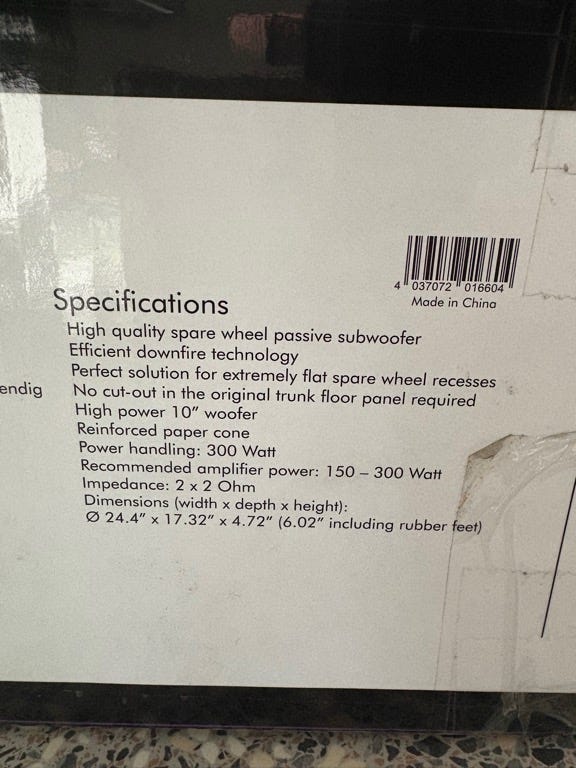 4 037072 016604
Made in China
Specifications
High quality spare wheel passive subwoofer
Efficient downfire technology
Perfect solution for extremely flat spare wheel recesses
endig
No cut-out in the original trunk floor panel required
High power 10″ woofer
Reinforced paper cone
Power handling: 300 Watt
Recommended amplifier power: 150 – 300 Watt
Impedance: 2 x 2 Ohm
Dimensions (width x depth x height):
Ø 24.4″ x 17.32″ x 4.72″ (6.02″ including rubber feet)